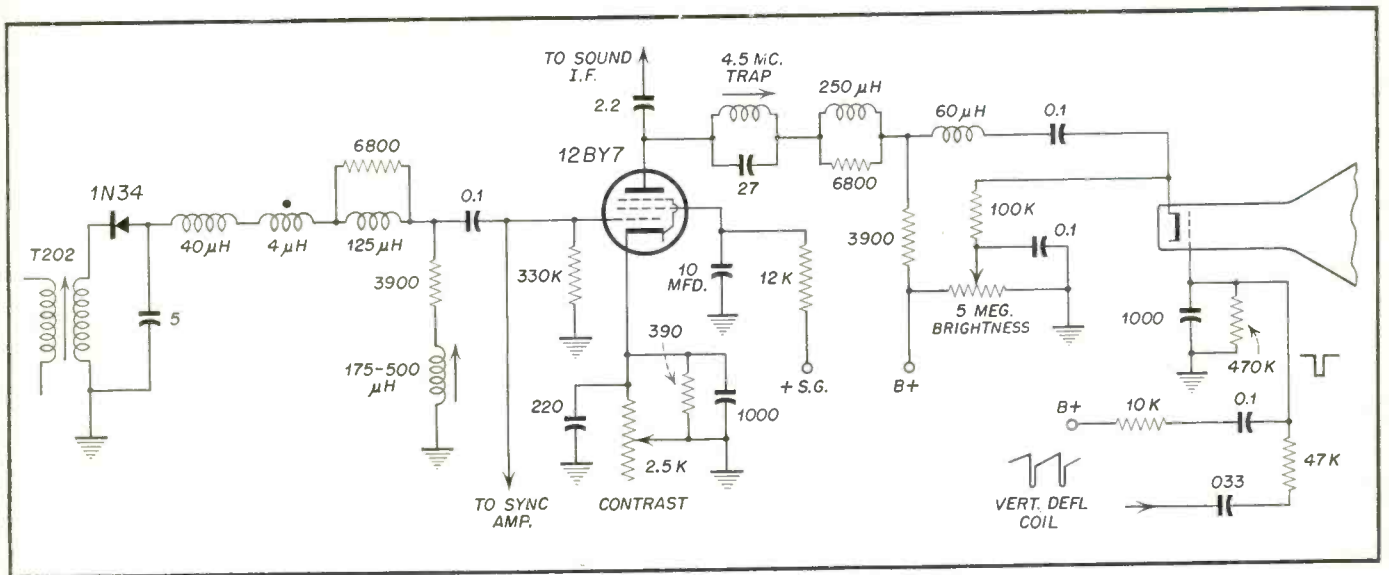 TO SOUND
I.F.
2.2
4.5 MC.
TRAP
27
250 µH
6800
60 µH
0.1
12BY7
6800
1N34
0.1
T202
40 µH
4 µH
125 µH
5
3900
175-500
µH
330K
10
MFD.
12 K
390
220
1000
2.5 K
CONTRAST
TO SYNC
AMP.
+ S.G.
3900
B+
100K
0.1
5 MEG.
BRIGHTNESS
1000
470K
B+
10K
0.1
47K
VERT. DEFL
COIL
033